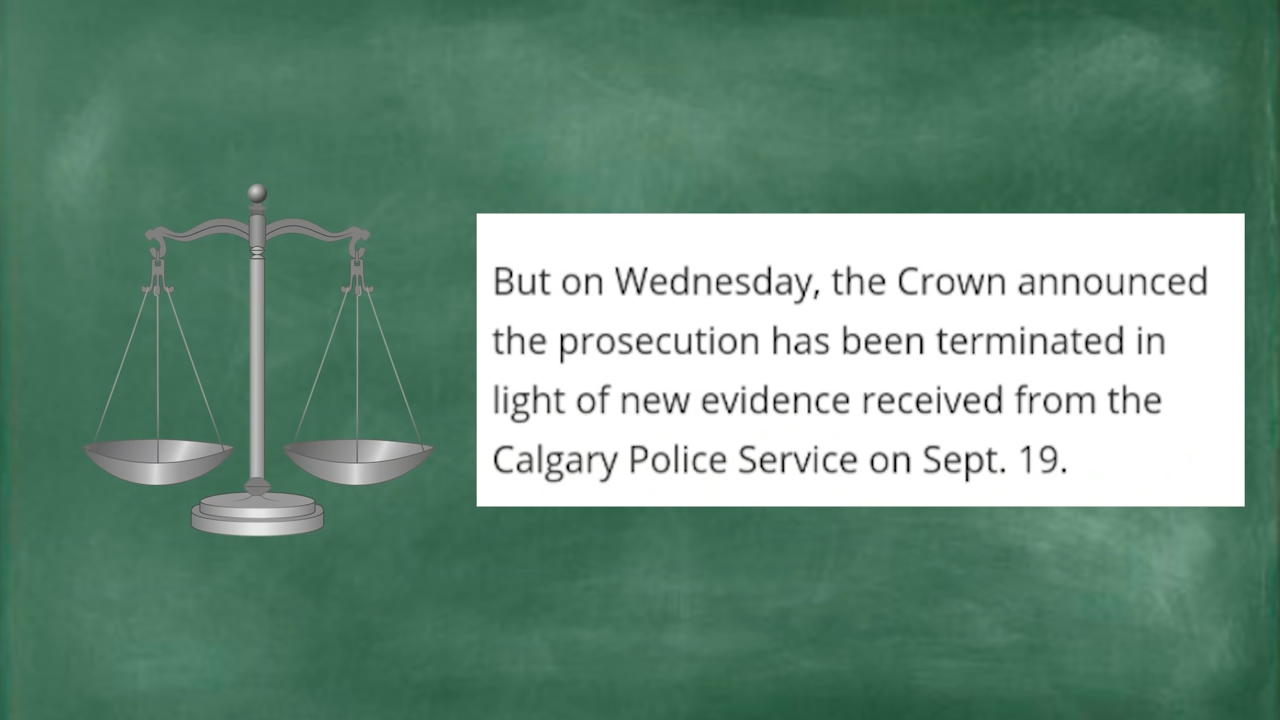 But on Wednesday, the Crown announced
the prosecution has been terminated in
light of new evidence received from the
Calgary Police Service on Sept. 19.